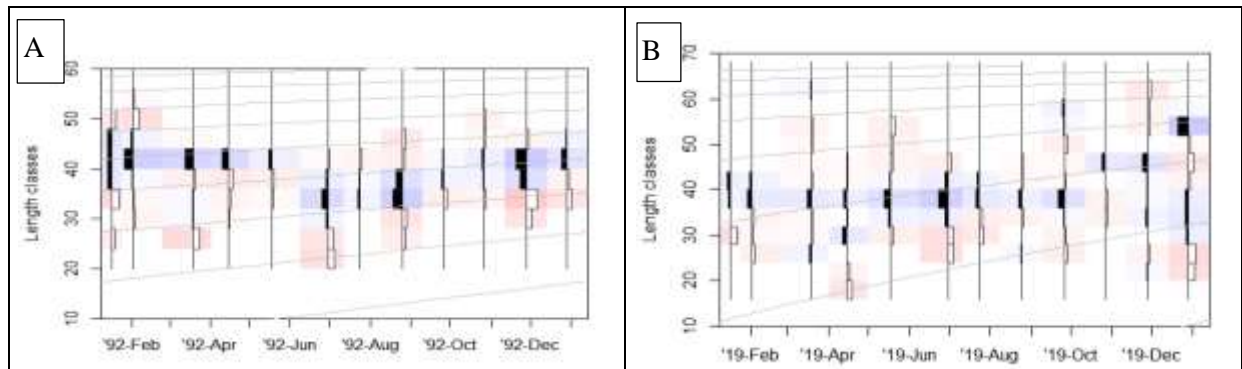 A
Length classes
60
50
40
30
20
10
'92-Feb '92-Apr '92-Jun '92-Aug '92-Oct '92-Dec
B
Length classes
70
60
50
40
30
20
10
'19-Feb '19-Apr '19-Jun '19-Aug '19-Oct '19-Dec